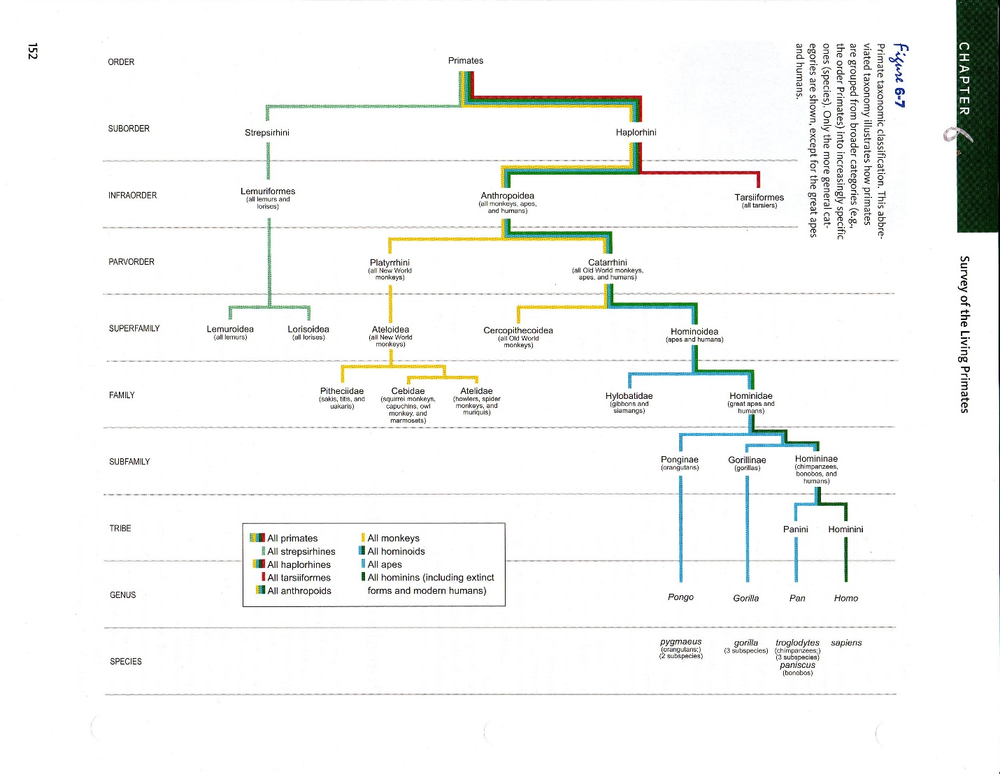 152
CHAPTER 6
Survey of the Living Primates
Figure 6-7
Primate taxonomic classification. This abbre-
viated taxonomy illustrates how primates
are grouped from broader categories (e.g.,
the order Primates) into increasingly specific
ones (species). Only the more general cat-
egories are shown, except for the great apes
and humans.
ORDER
Primates
SUBORDER
Strepsirhini
Haplorhini
INFRAORDER
Lemuriformes
(all lemurs and
lorises)
Anthropoidea
(all monkeys, apes,
and humans)
Tarsiiformes
(all tarsiers)
PARVORDER
Platyrrhini
(all New World
monkeys)
Catarrhini
(all Old World monkeys,
apes, and humans)
SUPERFAMILY
Lemuroidea
(all lemurs)
Lorisoidea
(all lorises)
Ateloidea
(all New World
monkeys)
Cercopithecoidea
(all Old World
monkeys)
Hominoidea
(apes and humans)
FAMILY
Pitheciidae
(sakis, titis, and
uakaris)
Cebidae
(squirrel monkeys,
capuchins, owl
monkey, and
marmosets)
Atelidae
(howlers, spider
monkeys, and
muriquis)
Hylobatidae
(gibbons and
siamangs)
Hominidae
(great apes and
humans)
SUBFAMILY
Ponginae
(orangutans)
Gorillinae
(gorillas)
Homininae
(chimpanzees,
bonobos, and
humans)
TRIBE
Panini
Hominini
All primates
All strepsirhines
All haplorhines
All tarsiiformes
All anthropoids
All monkeys
All hominoids
All apes
All hominins (including extinct
forms and modern humans)
GENUS
Pongo
Gorilla
Pan
Homo
SPECIES
pygmaeus
(orangutans;)
(2 subspecies)
gorilla
(3 subspecies)
troglodytes
(chimpanzees;)
(3 subspecies)
paniscus
(bonobos)
sapiens